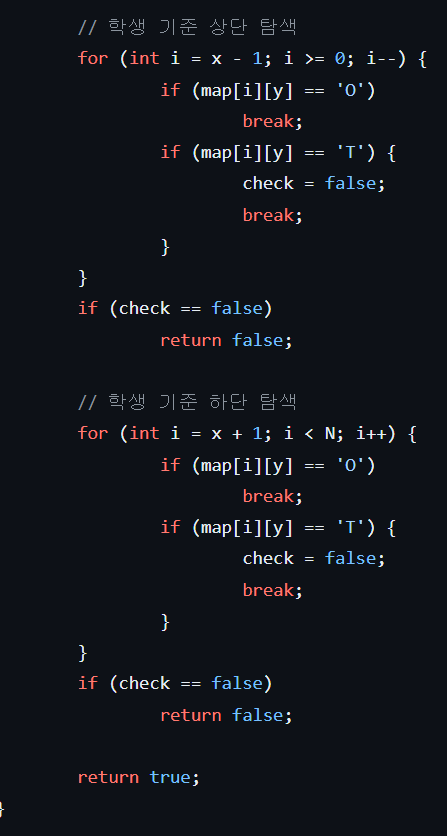 // 학생 기준 상단 탐색
for (int i = x - 1; i >= 0; i--) {
if (map[i][y] == 'O')
break;
if (map[i][y] == 'T') {
check = false;
break;
}
}
if (check == false)
return false;
// 학생 기준 하단 탐색
for (int i = x + 1; i < N; i++) {
if (map[i][y] == 'O')
break;
if (map[i][y] == 'T') {
check = false;
break;
}
}
if (check == false)
return false;
return true;
}